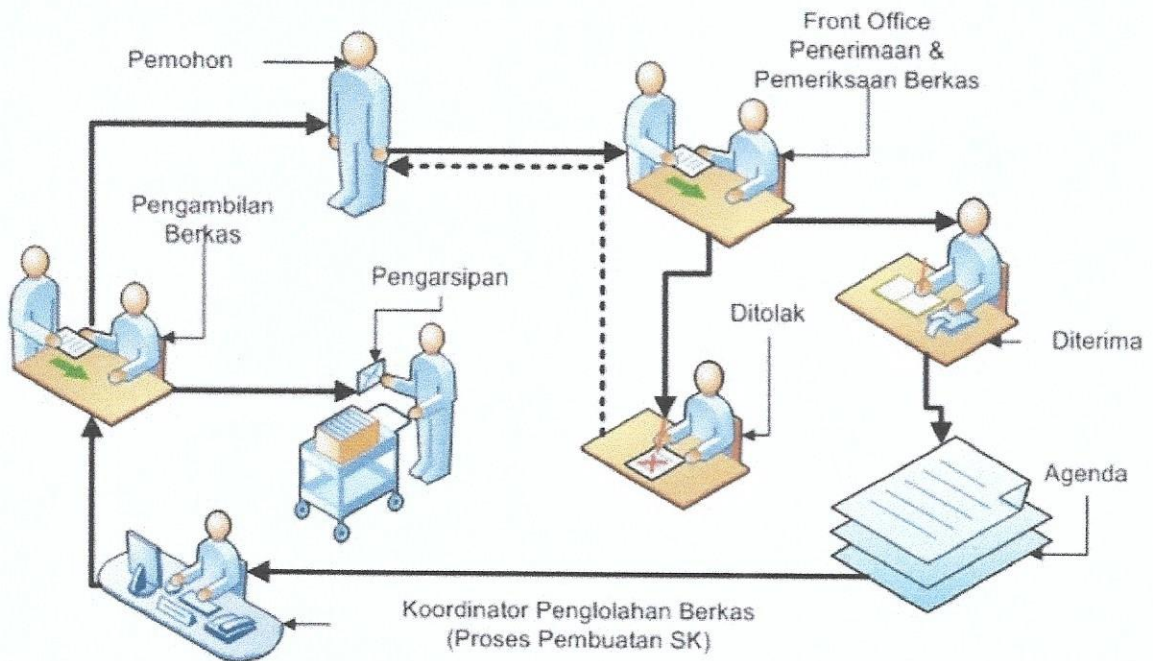 Front Office
Penerimaan &
Pemeriksaan Berkas
Pemohon
Pengambilan
Berkas
Pengarsipan
Ditolak
Diterima
Agenda
Koordinator Penglolahan Berkas
(Proses Pembuatan SK)